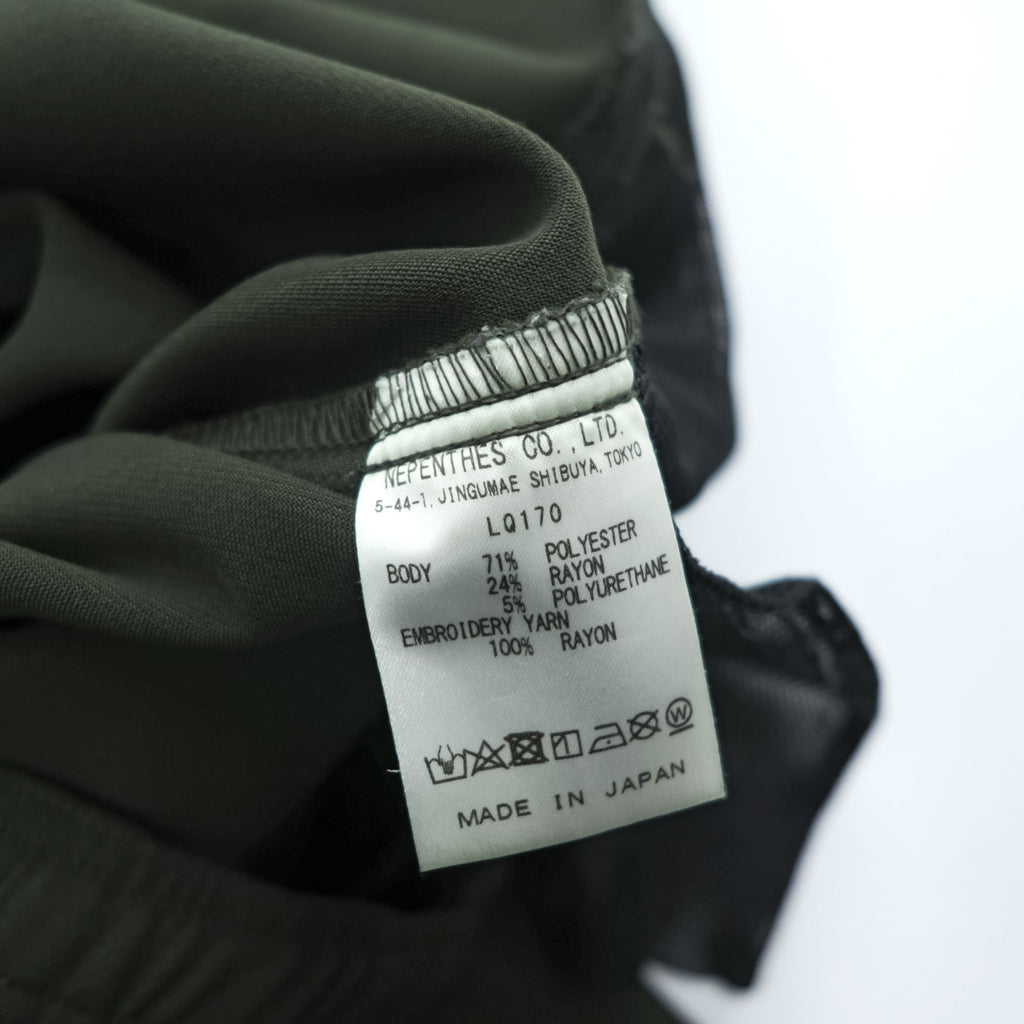 NEPENTHES CO.,LTD.
5-44-1, JINGUMAE SHIBUYA, TOKYO
LQ170
BODY 71% POLYESTER
24% RAYON
5% POLYURETHANE
EMBROIDERY YARN
100% RAYON
W
MADE IN JAPAN